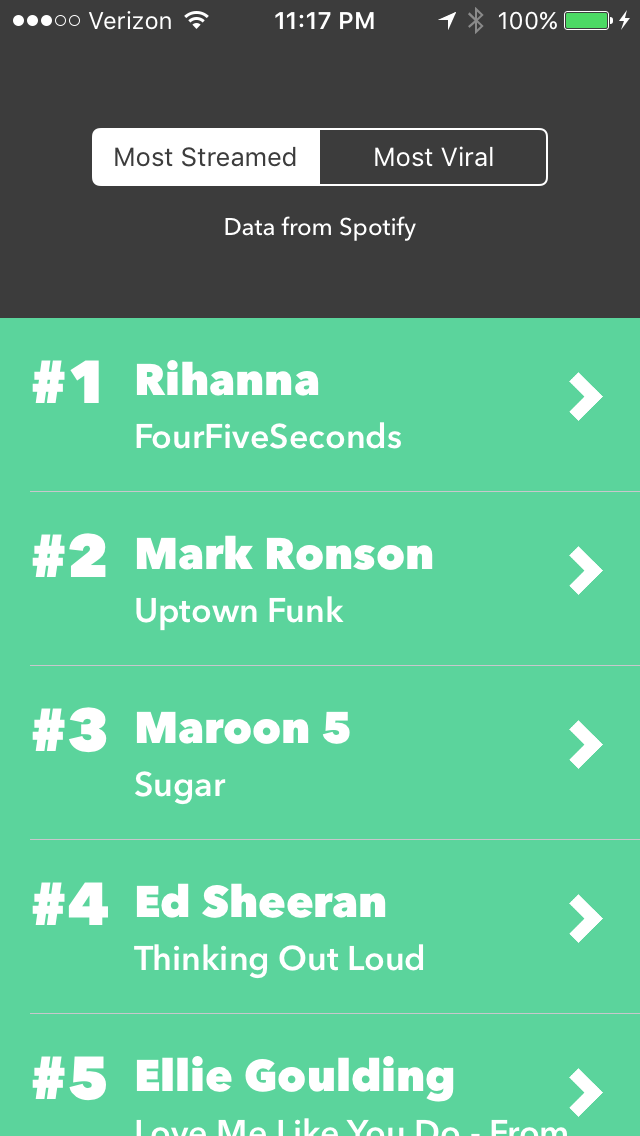 Verizon 11:17 PM 100%
Most Streamed Most Viral
Data from Spotify
#1 Rihanna
FourFiveSeconds
#2 Mark Ronson
Uptown Funk
#3 Maroon 5
Sugar
#4 Ed Sheeran
Thinking Out Loud
#5 Ellie Goulding
Love Me Like You Do - From